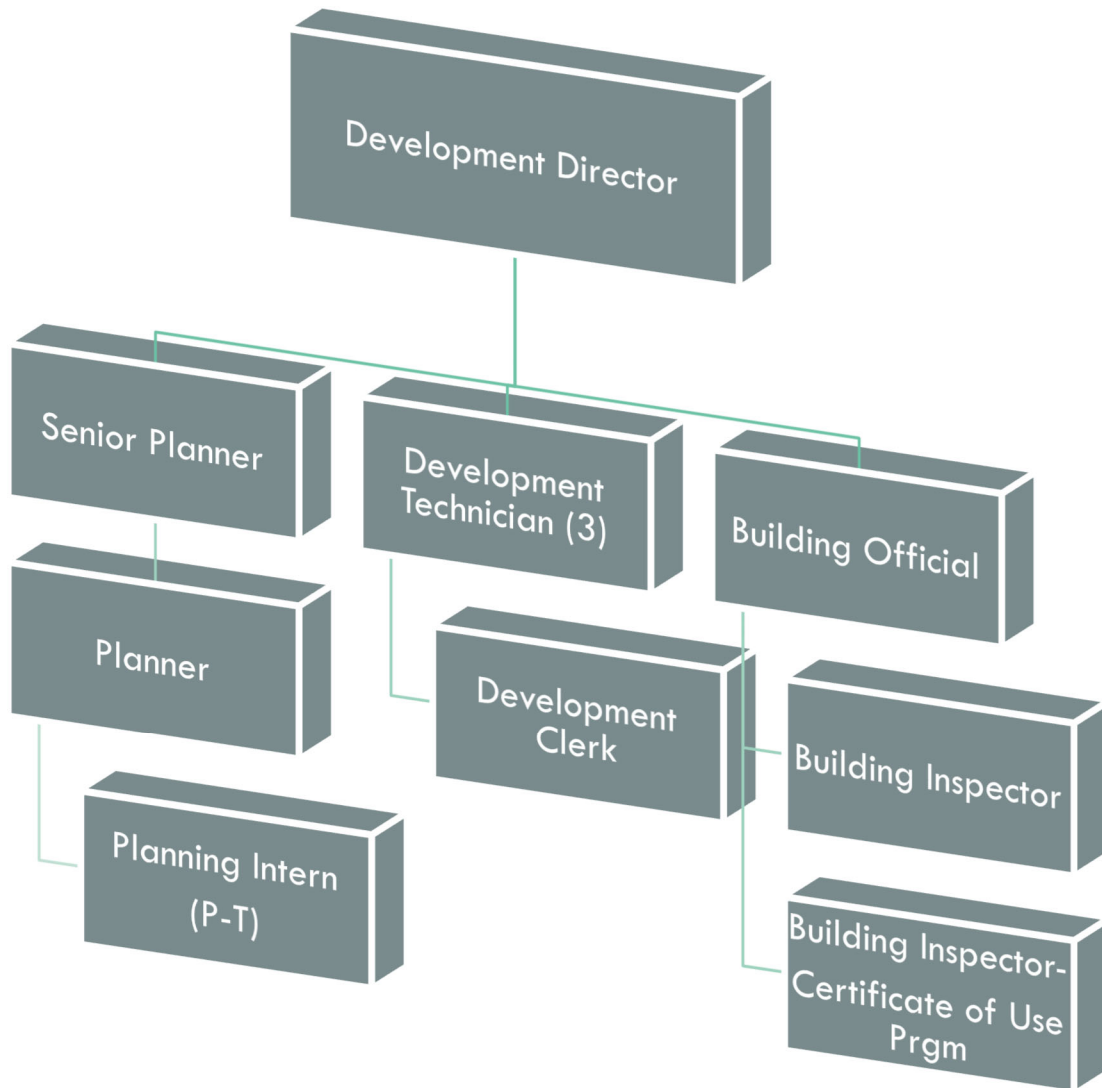 Development Director
Senior Planner
Development
Technician (3)
Building Official
Planner
Development
Clerk
Building Inspector
Planning Intern
(P-T)
Building Inspector-
Certificate of Use
Prgm